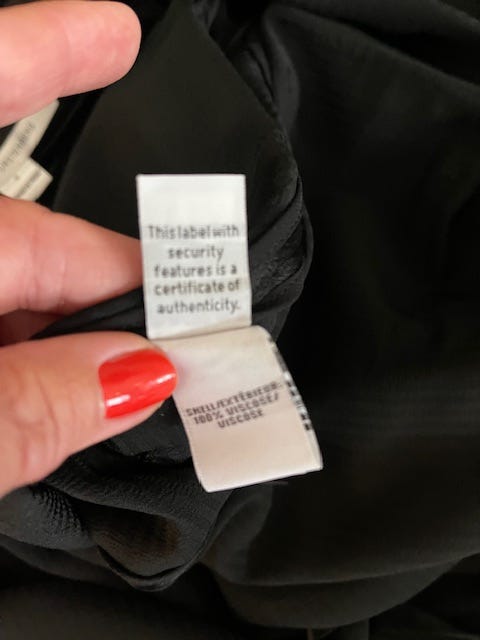 This label with
security
features is a
certificate of
authenticity.
SHELL/EXTÉRIEUR:
100% VISCOSE/
VISCOSE